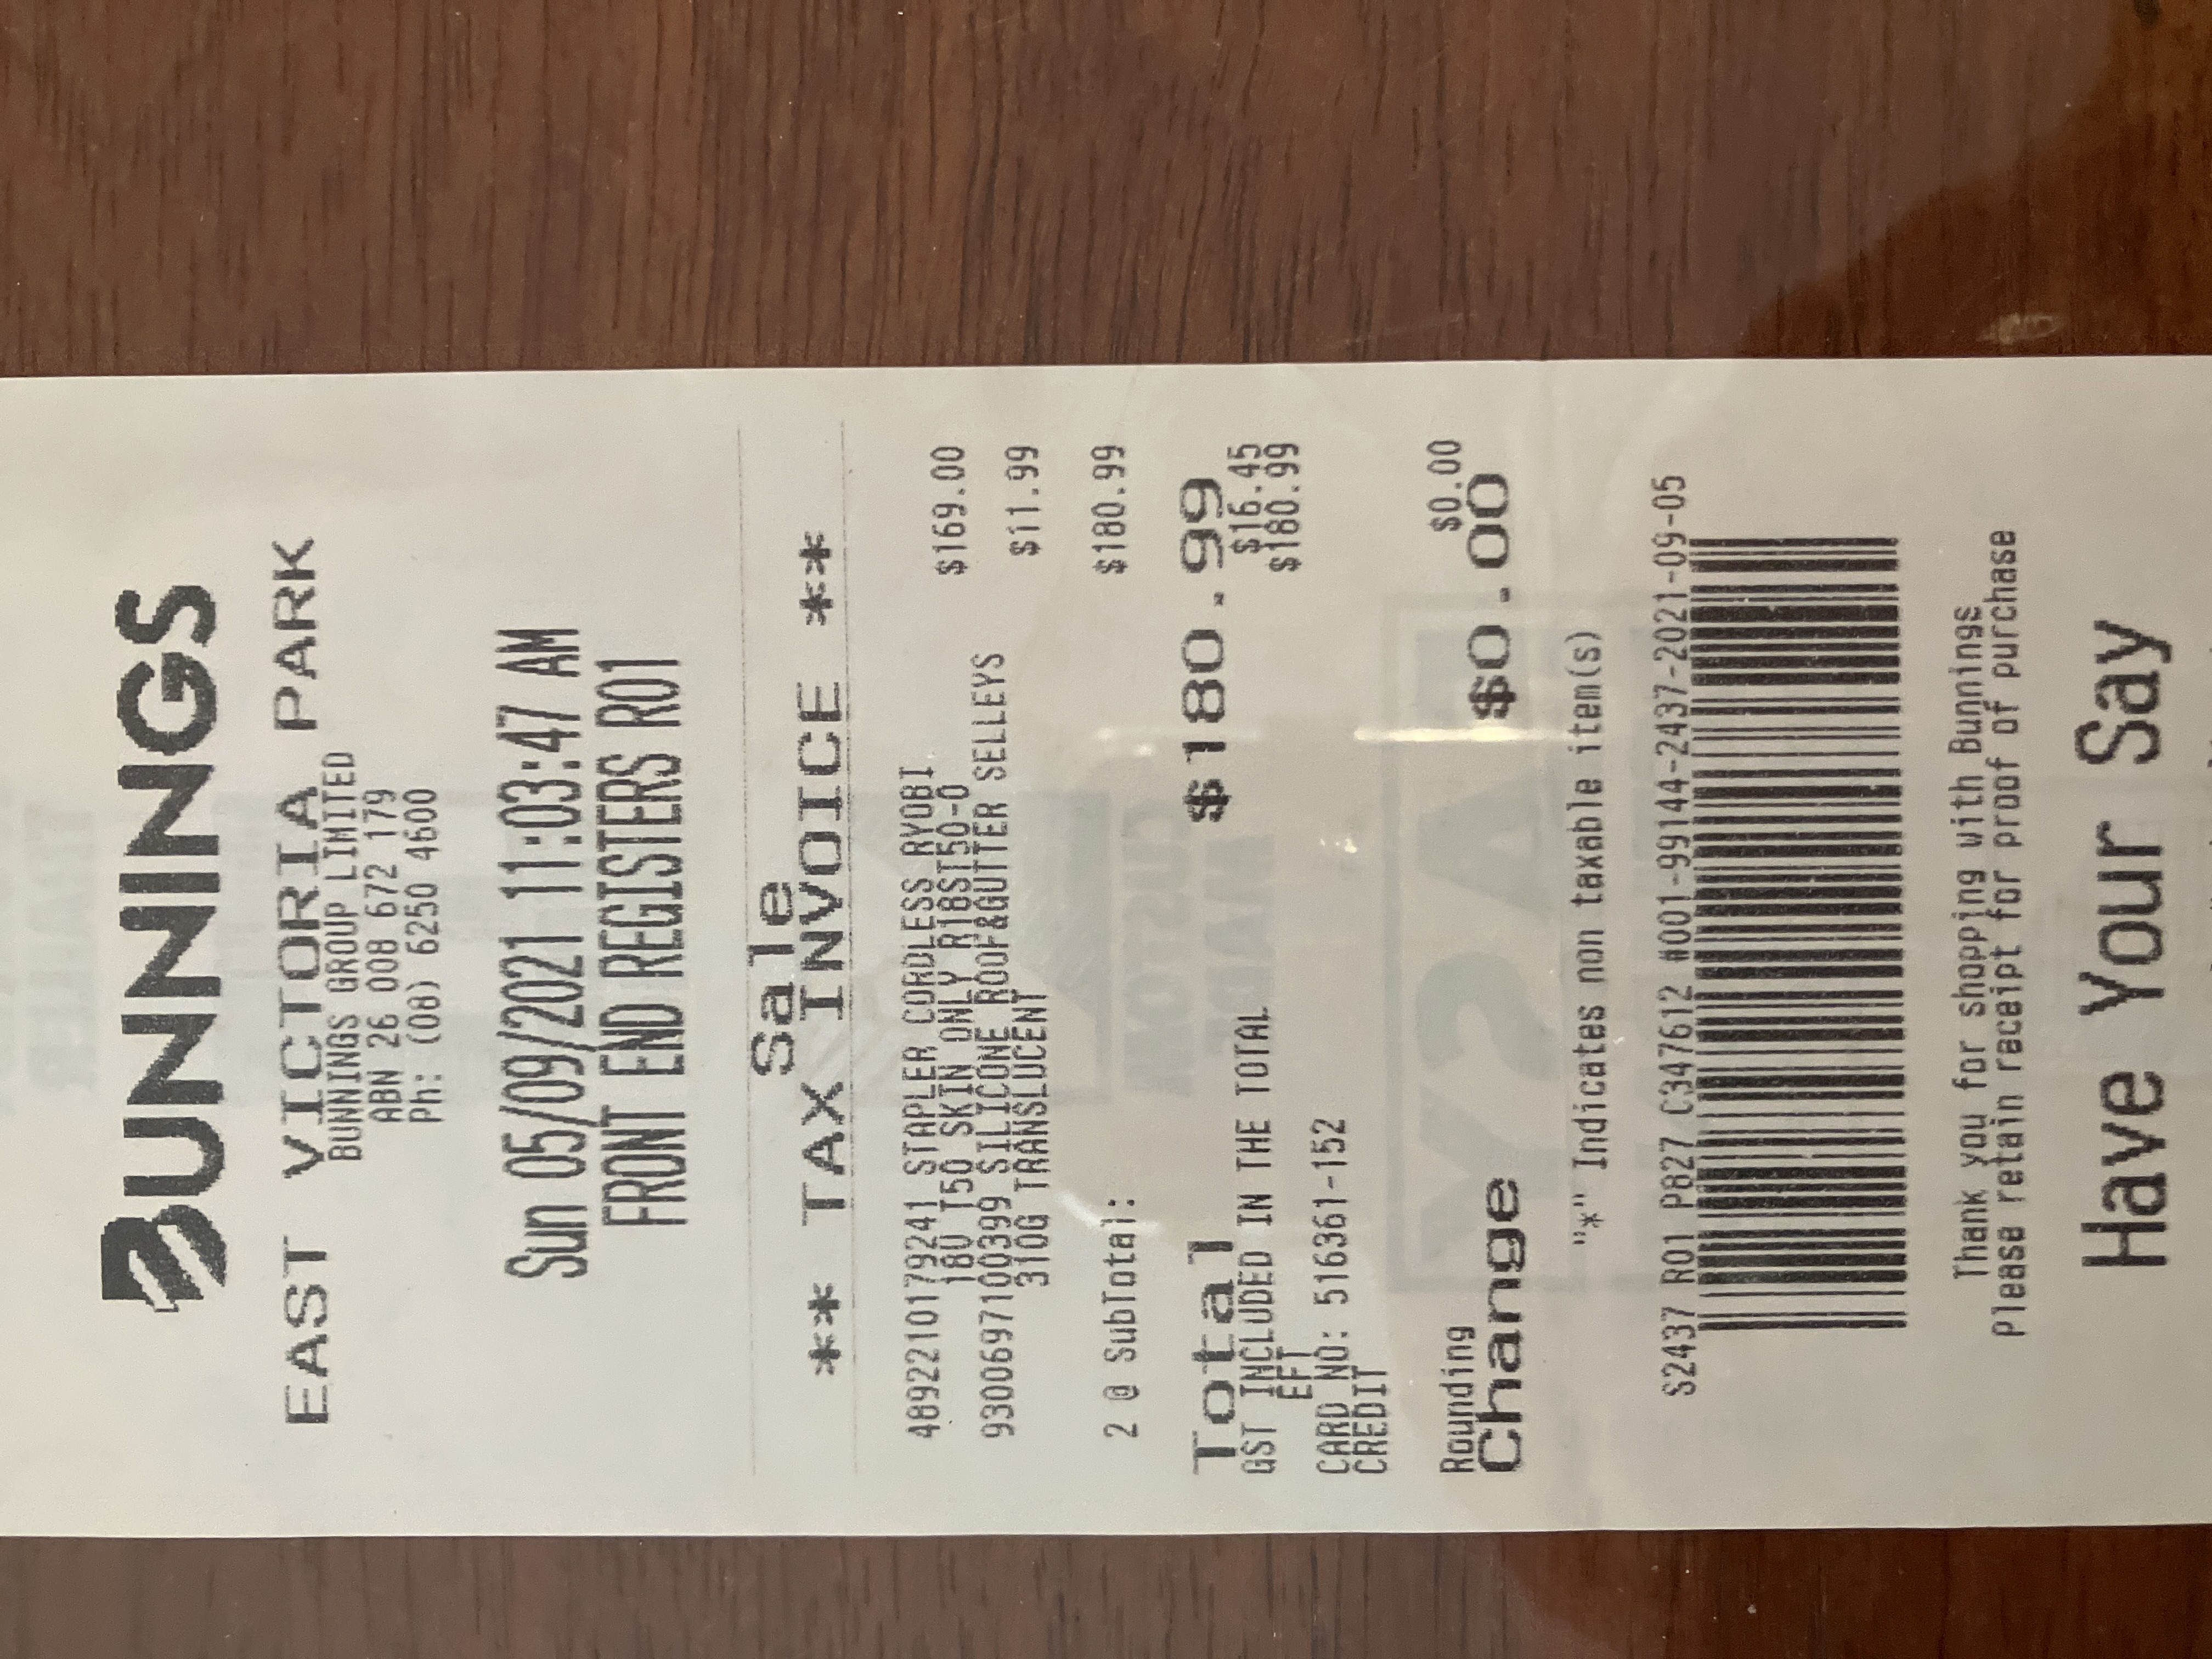 BUNNINGS
EAST VICTORIA PARK
BUNNINGS GROUP LIMITED
ABN 26 008 672 179
Ph: (08) 6250 4600
Sun 05/09/2021 11:03:47 AM
FRONT END REGISTERS R01
Sale
** TAX INVOICE **
4892210179241 STAPLER CORDLESS RYOBI
18V T50 SKIN ONLY R18ST50-0 $169.00
9300697100399 SILICONE ROOF&GUTTER SELLEYS
310G TRANSLUCENT $11.99
2 @ SubTotal: $180.99
Total $180.99
GST INCLUDED IN THE TOTAL $16.45
EFT $180.99
CARD NO: 516361-152
CREDIT
Rounding $0.00
Change $0.00
"*" Indicates non taxable item(s)
S2437 R01 P827 C347612 #001-99144-2437-2021-09-05
Thank you for shopping with Bunnings
Please retain receipt for proof of purchase
Have Your Say